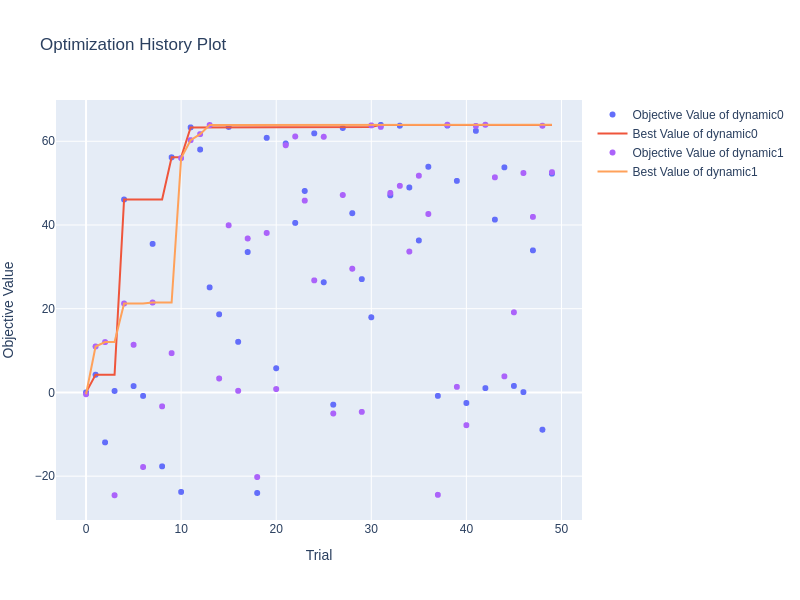 Optimization History Plot
Objective Value of dynamic0
Best Value of dynamic0
Objective Value of dynamic1
Best Value of dynamic1
Objective Value
60
40
20
0
−20
0 10 20 30 40 50
Trial